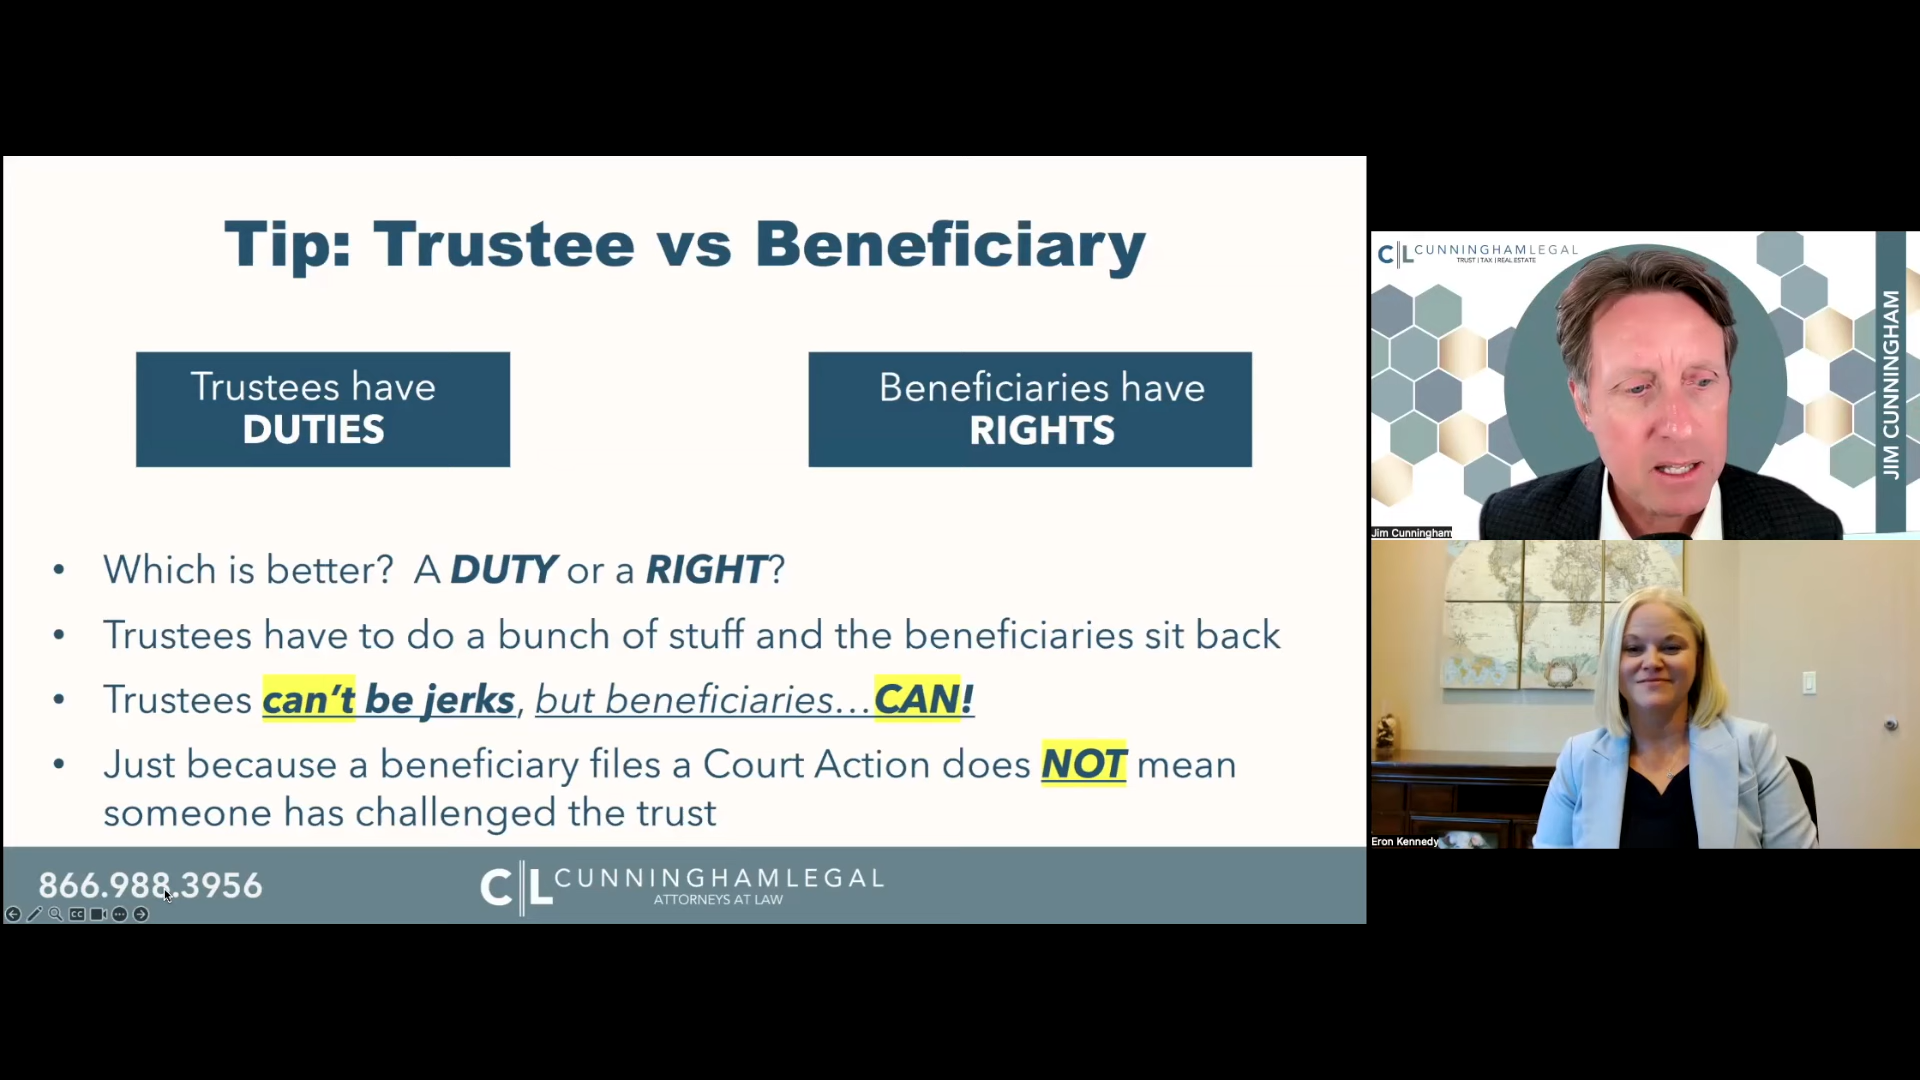 Tip: Trustee vs Beneficiary
Trustees have
DUTIES
Beneficiaries have
RIGHTS
• Which is better? A DUTY or a RIGHT?
• Trustees have to do a bunch of stuff and the beneficiaries sit back
• Trustees can't be jerks, but beneficiaries...CAN!
• Just because a beneficiary files a Court Action does NOT mean
someone has challenged the trust
866.988.3956
CL CUNNINGHAMLEGAL
ATTORNEYS AT LAW
CC
CL CUNNINGHAMLEGAL
TRUST | TAX | REAL ESTATE
JIM CUNNINGHAM
Jim Cunningham
Eron Kennedy